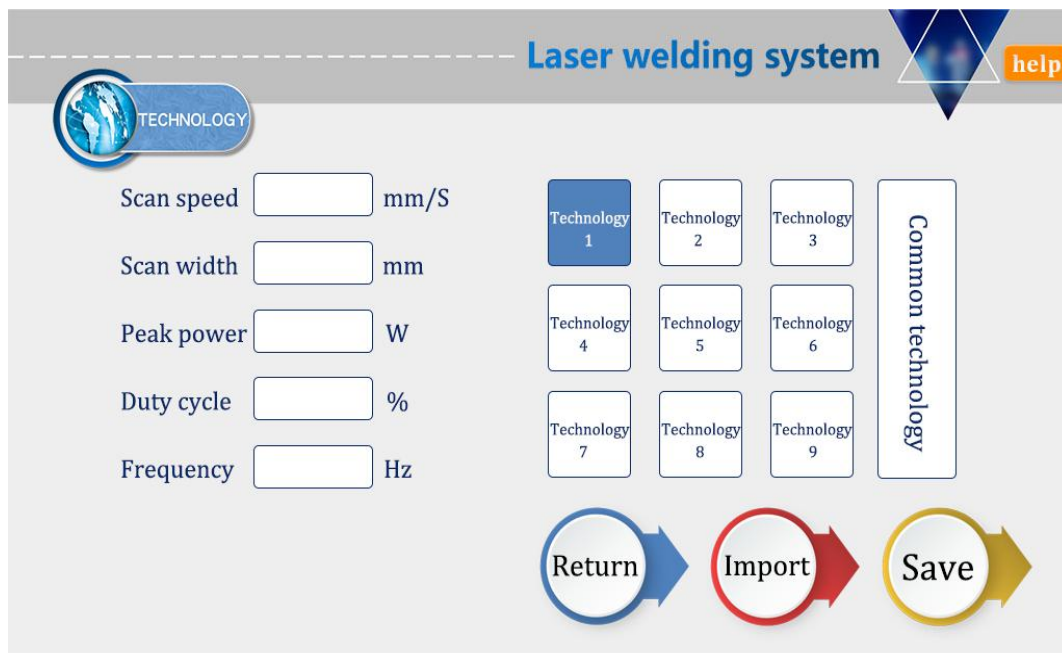 Laser welding system
help
TECHNOLOGY
Scan speed mm/S
Scan width mm
Peak power W
Duty cycle %
Frequency Hz
Technology
1
Technology
2
Technology
3
Technology
4
Technology
5
Technology
6
Technology
7
Technology
8
Technology
9
Common technology
Return
Import
Save